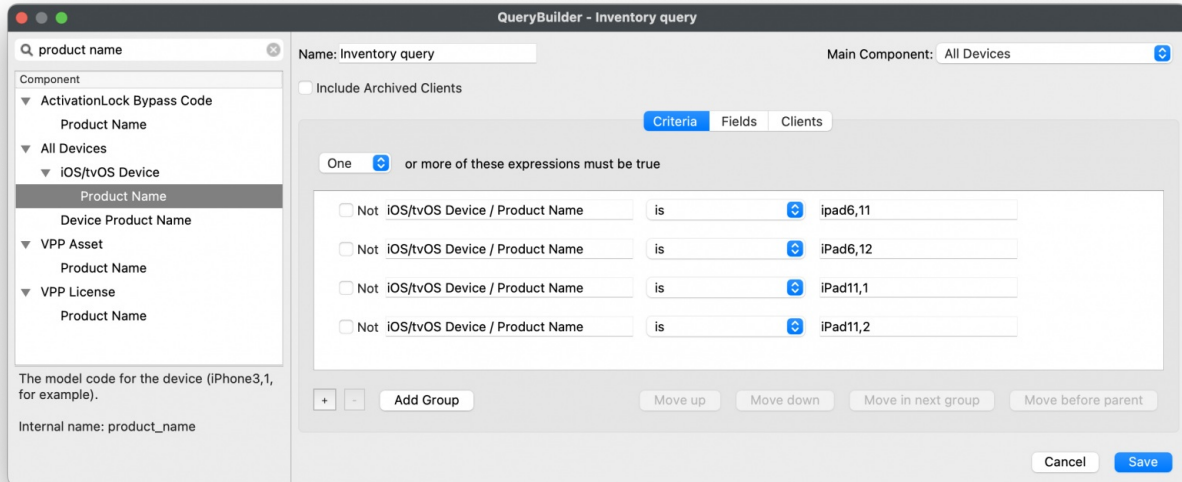 QueryBuilder - Inventory query
product name
Component
ActivationLock Bypass Code
Product Name
All Devices
iOS/tvOS Device
Product Name
Device Product Name
VPP Asset
Product Name
VPP License
Product Name
The model code for the device (iPhone3,1,
for example).
Internal name: product_name
Name: Inventory query
Main Component: All Devices
Include Archived Clients
Criteria Fields Clients
One or more of these expressions must be true
Not iOS/tvOS Device / Product Name is ipad6,11
Not iOS/tvOS Device / Product Name is iPad6,12
Not iOS/tvOS Device / Product Name is iPad11,1
Not iOS/tvOS Device / Product Name is iPad11,2
+ - Add Group Move up Move down Move in next group Move before parent
Cancel Save